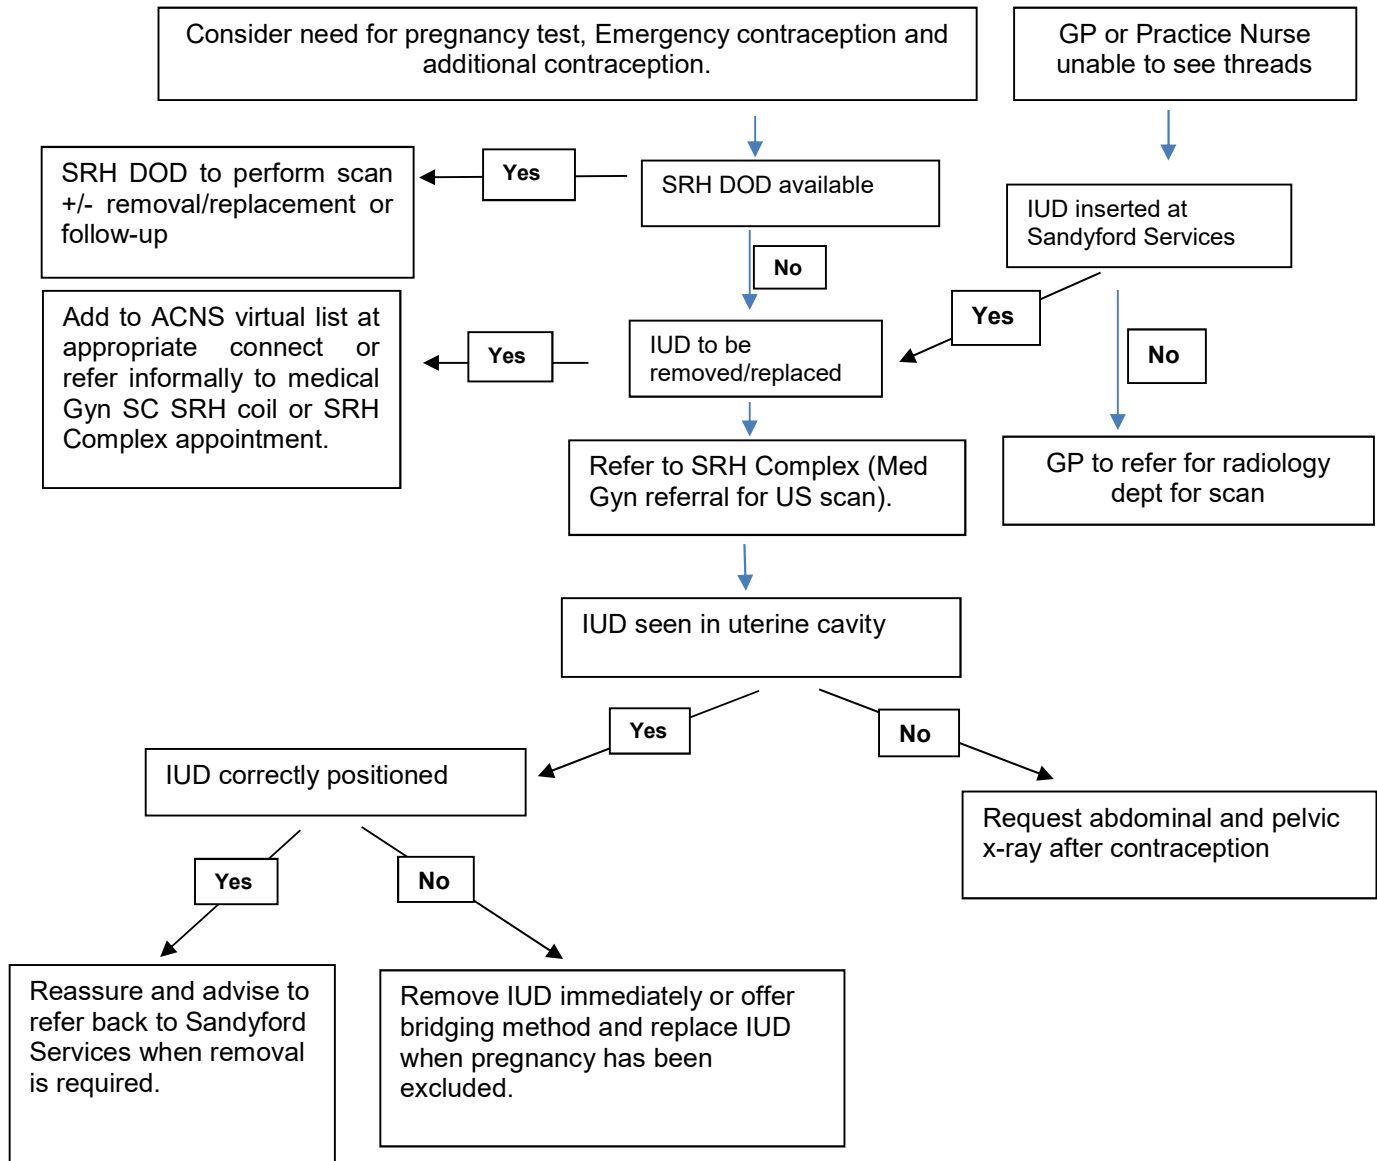 Consider need for pregnancy test, Emergency contraception and
additional contraception.
GP or Practice Nurse
unable to see threads
SRH DOD to perform scan
+/- removal/replacement or
follow-up
Yes
SRH DOD available
IUD inserted at
Sandyford Services
No
Add to ACNS virtual list at
appropriate connect or
refer informally to medical
Gyn SC SRH coil or SRH
Complex appointment.
Yes
IUD to be
removed/replaced
Yes
No
Refer to SRH Complex (Med
Gyn referral for US scan).
GP to refer for radiology
dept for scan
IUD seen in uterine cavity
Yes
No
IUD correctly positioned
Request abdominal and pelvic
x-ray after contraception
Yes
No
Reassure and advise to
refer back to Sandyford
Services when removal
is required.
Remove IUD immediately or offer
bridging method and replace IUD
when pregnancy has been
excluded.